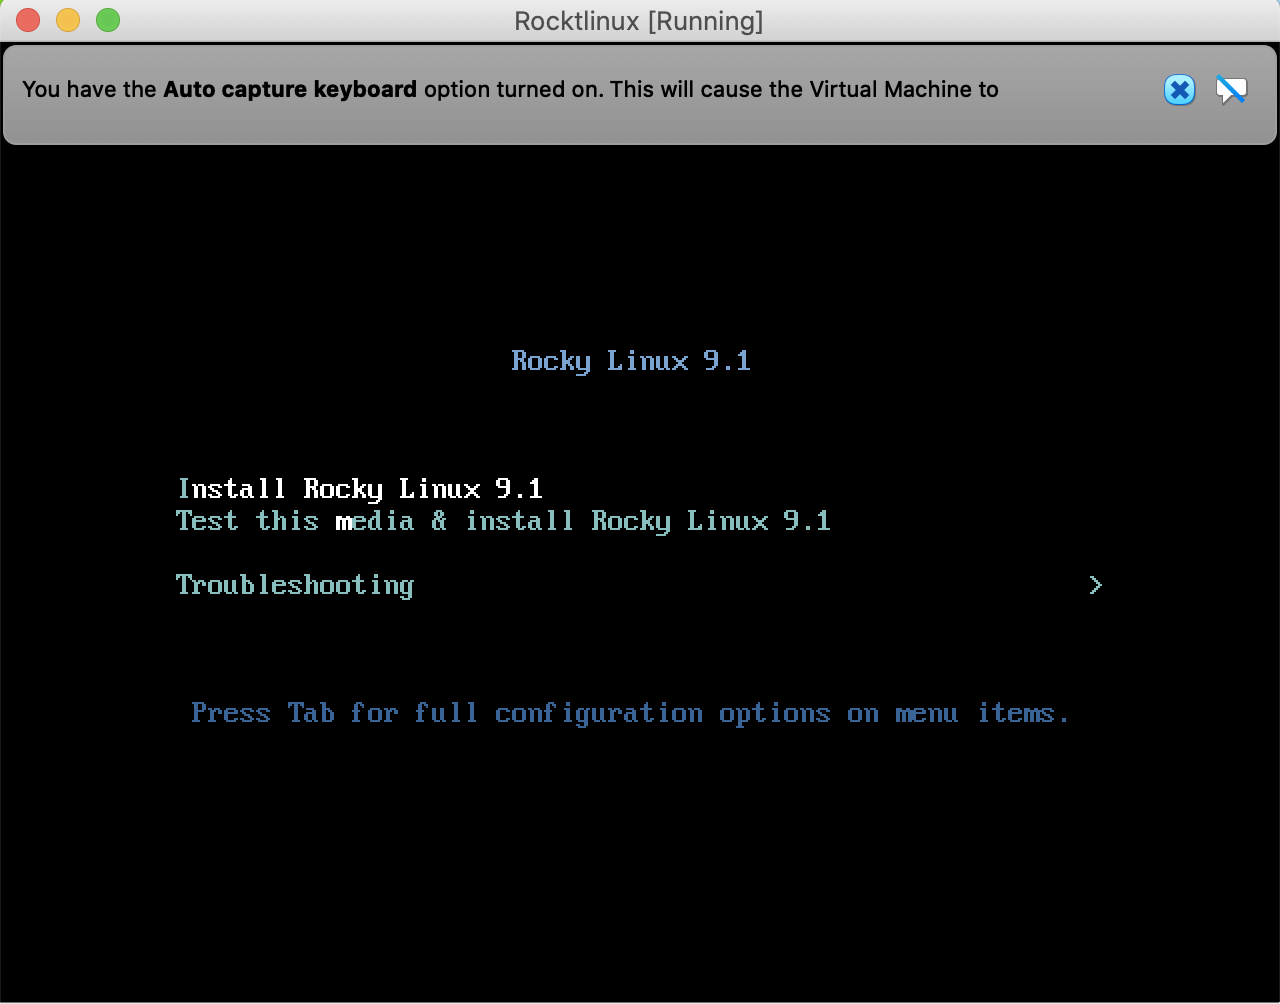 Rocktlinux [Running]
You have the Auto capture keyboard option turned on. This will cause the Virtual Machine to
Rocky Linux 9.1
Install Rocky Linux 9.1
Test this media & install Rocky Linux 9.1
Troubleshooting >
Press Tab for full configuration options on menu items.